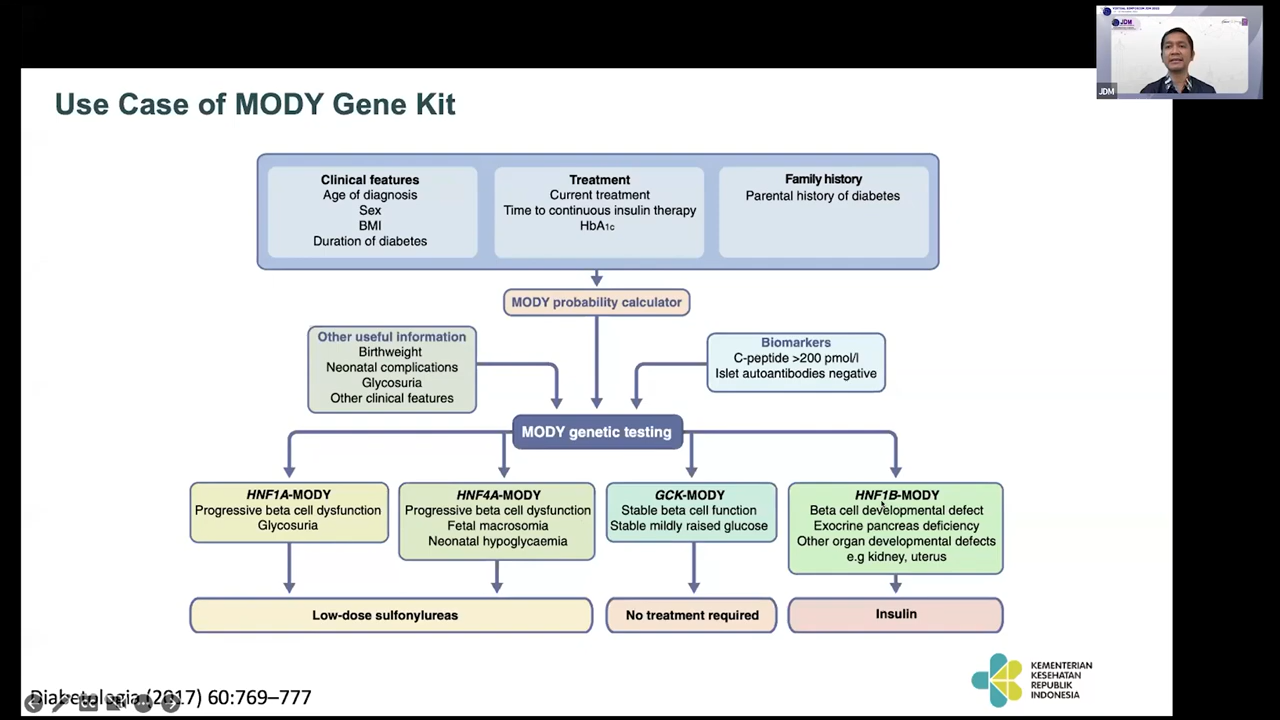 JDM
JDM
Use Case of MODY Gene Kit
Clinical features
Age of diagnosis
Sex
BMI
Duration of diabetes
Treatment
Current treatment
Time to continuous insulin therapy
HbA1c
Family history
Parental history of diabetes
MODY probability calculator
Other useful information
Birthweight
Neonatal complications
Glycosuria
Other clinical features
Biomarkers
C-peptide >200 pmol/l
Islet autoantibodies negative
MODY genetic testing
HNF1A-MODY
Progressive beta cell dysfunction
Glycosuria
HNF4A-MODY
Progressive beta cell dysfunction
Fetal macrosomia
Neonatal hypoglycaemia
GCK-MODY
Stable beta cell function
Stable mildly raised glucose
HNF1B-MODY
Beta cell developmental defect
Exocrine pancreas deficiency
Other organ developmental defects
e.g kidney, uterus
Low-dose sulfonylureas
No treatment required
Insulin
Diabetologia (2017) 60:769–777
KEMENTERIAN
KESEHATAN
REPUBLIK
INDONESIA